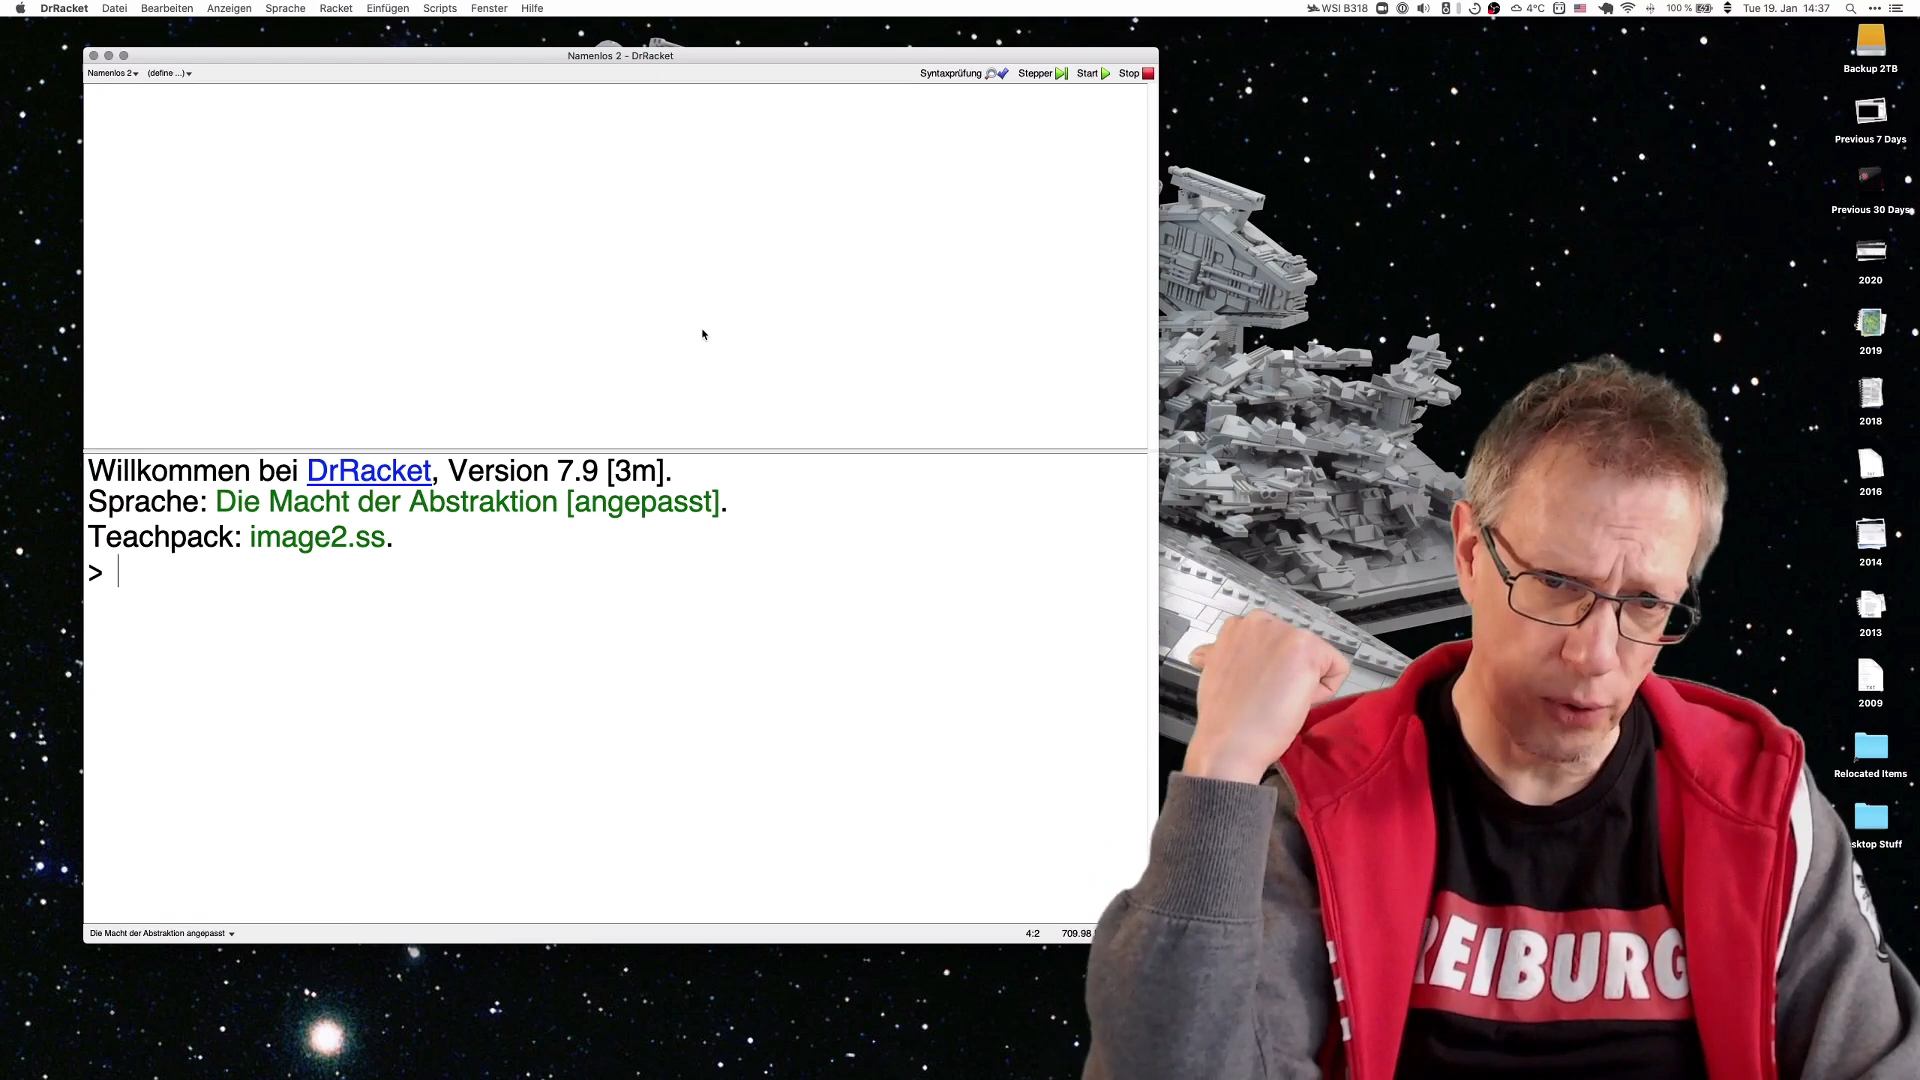 DrRacket Datei Bearbeiten Anzeigen Sprache Racket Einfügen Scripts Fenster Hilfe
WSI B318 4°C 100 % Tue 19. Jan 14:37
Namenlos 2 - DrRacket
Namenlos 2 (define ...)
Syntaxprüfung Stepper Start Stop
Willkommen bei DrRacket, Version 7.9 [3m].
Sprache: Die Macht der Abstraktion [angepasst].
Teachpack: image2.ss.
>
Die Macht der Abstraktion angepasst
4:2 709.98
Backup 2TB
Previous 7 Days
Previous 30 Days
2020
2019
2018
2016
2014
2013
2009
Relocated Items
sktop Stuff
REIBURG